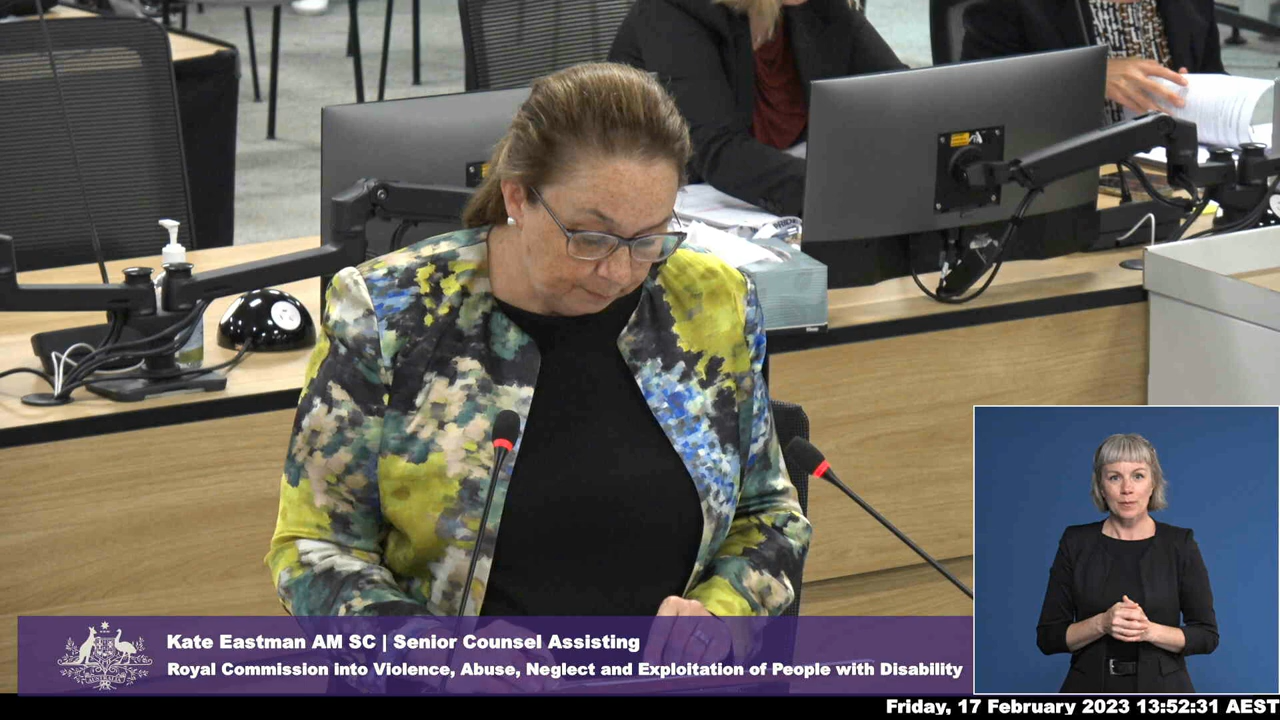 Kate Eastman AM SC | Senior Counsel Assisting
Royal Commission into Violence, Abuse, Neglect and Exploitation of People with Disability
Friday, 17 February 2023 13:52:31 AEST